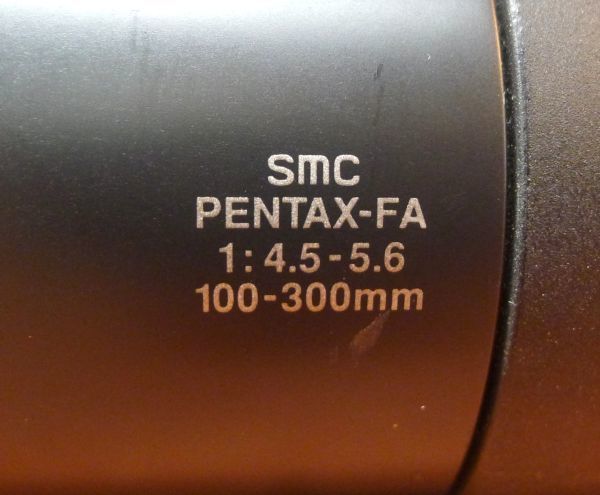 smc
PENTAX-FA
1: 4.5 - 5.6
100-300mm